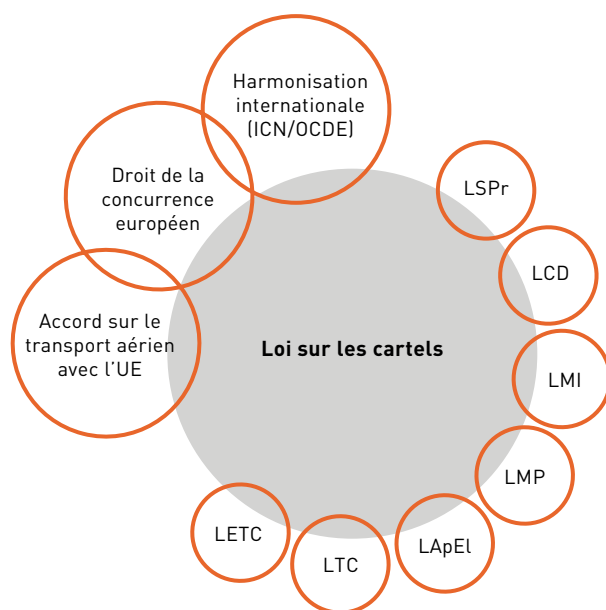 Harmonisation
internationale
(ICN/OCDE)
Droit de la
concurrence
européen
Accord sur le
transport aérien
avec l'UE
Loi sur les cartels
LSPr
LCD
LMI
LMP
LApEl
LTC
LETC